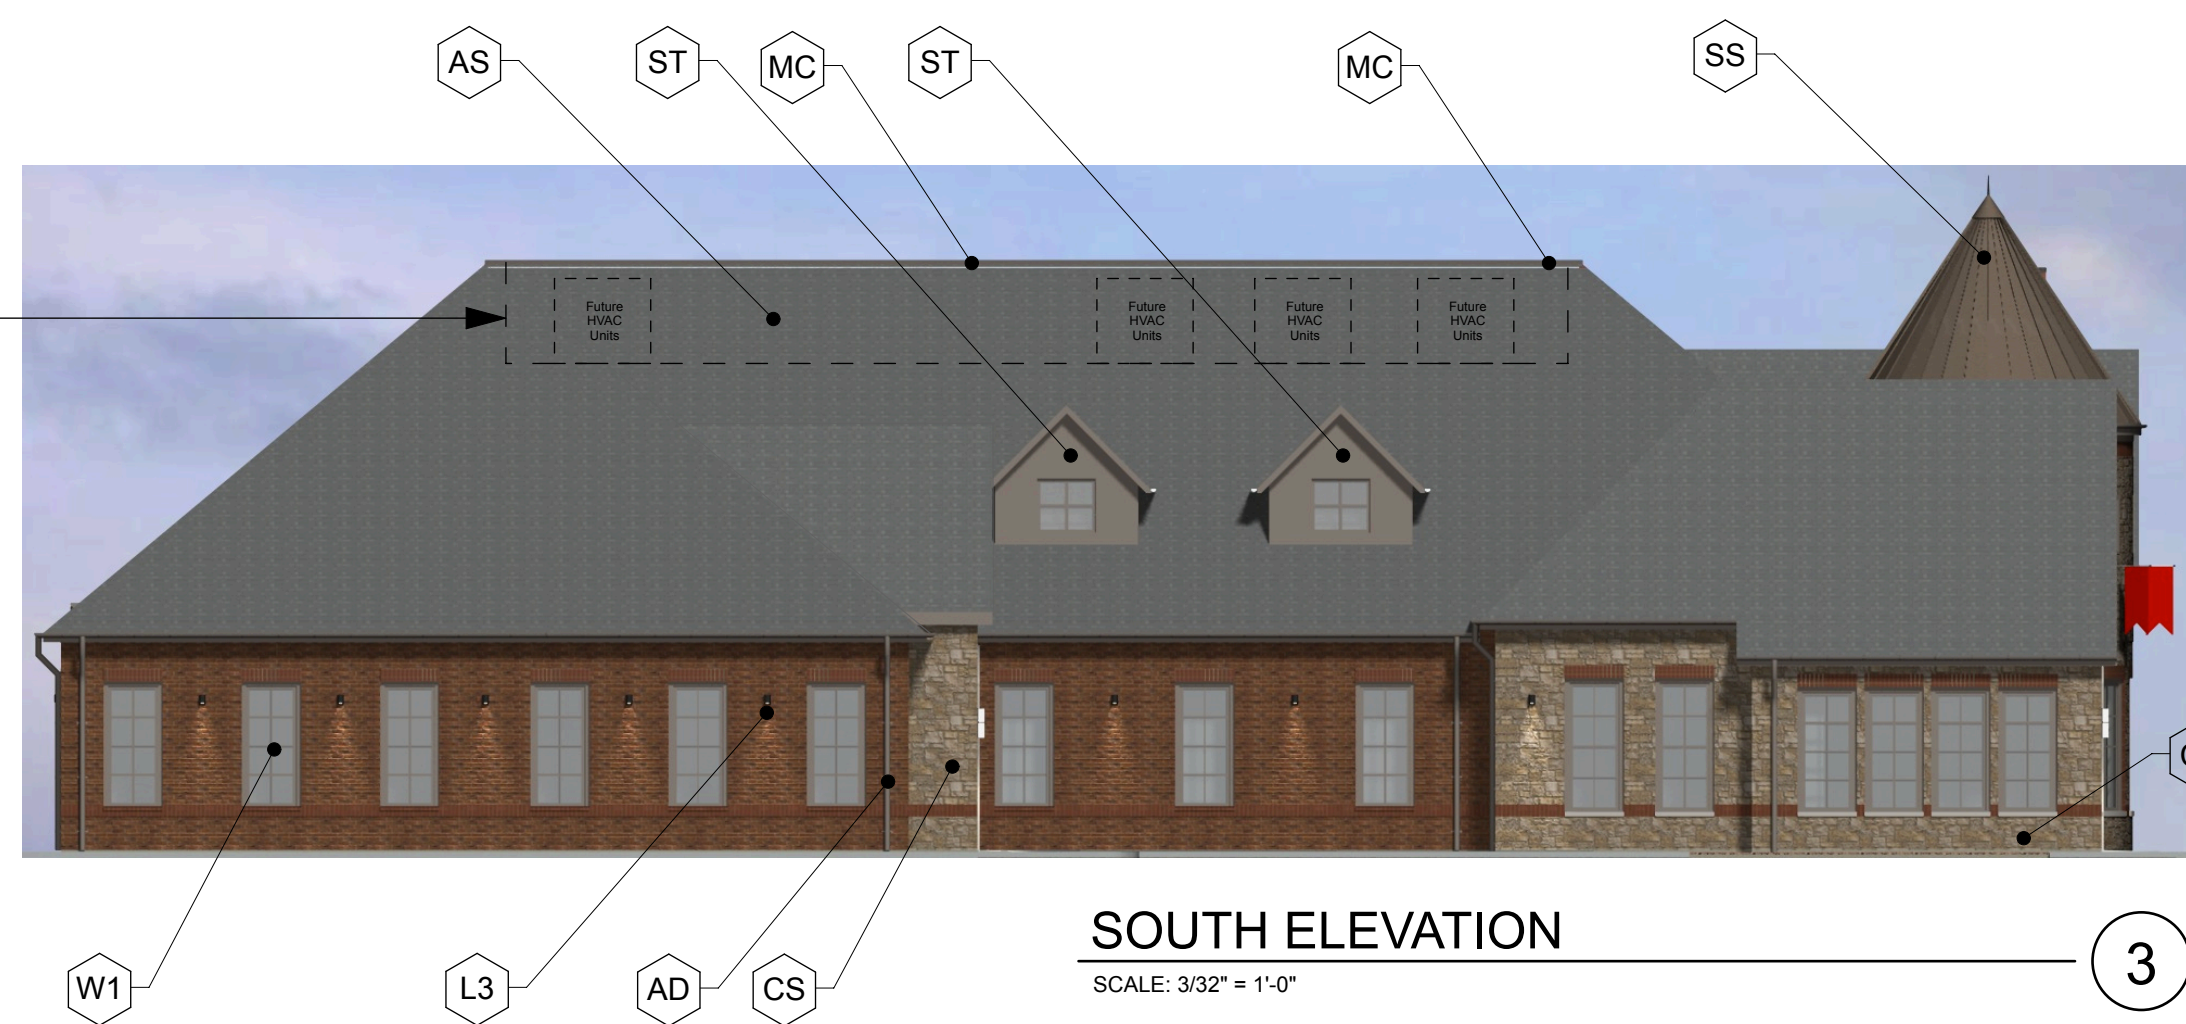 AS
ST
MC
ST
MC
SS
Future
HVAC
Units
Future
HVAC
Units
Future
HVAC
Units
Future
HVAC
Units
W1
L3
AD
CS
SOUTH ELEVATION
SCALE: 3/32" = 1'-0"
3